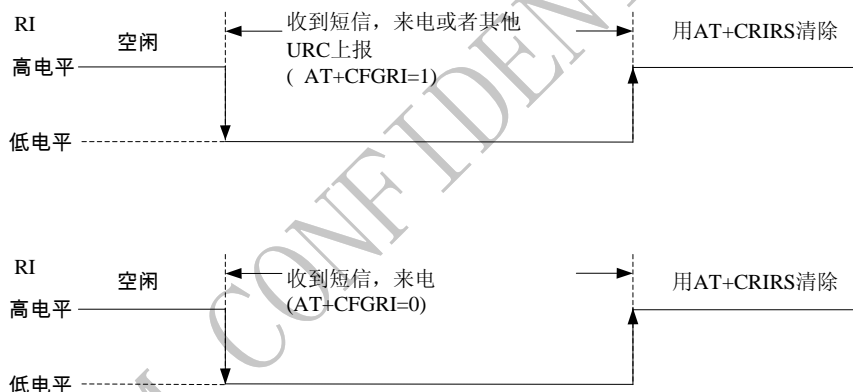 RI
空闲
收到短信，来电或者其他
URC上报
( AT+CFGRI=1)
用AT+CRIRS清除
高电平
低电平
RI
空闲
收到短信，来电
(AT+CFGRI=0)
用AT+CRIRS清除
高电平
低电平
CONFIDEN